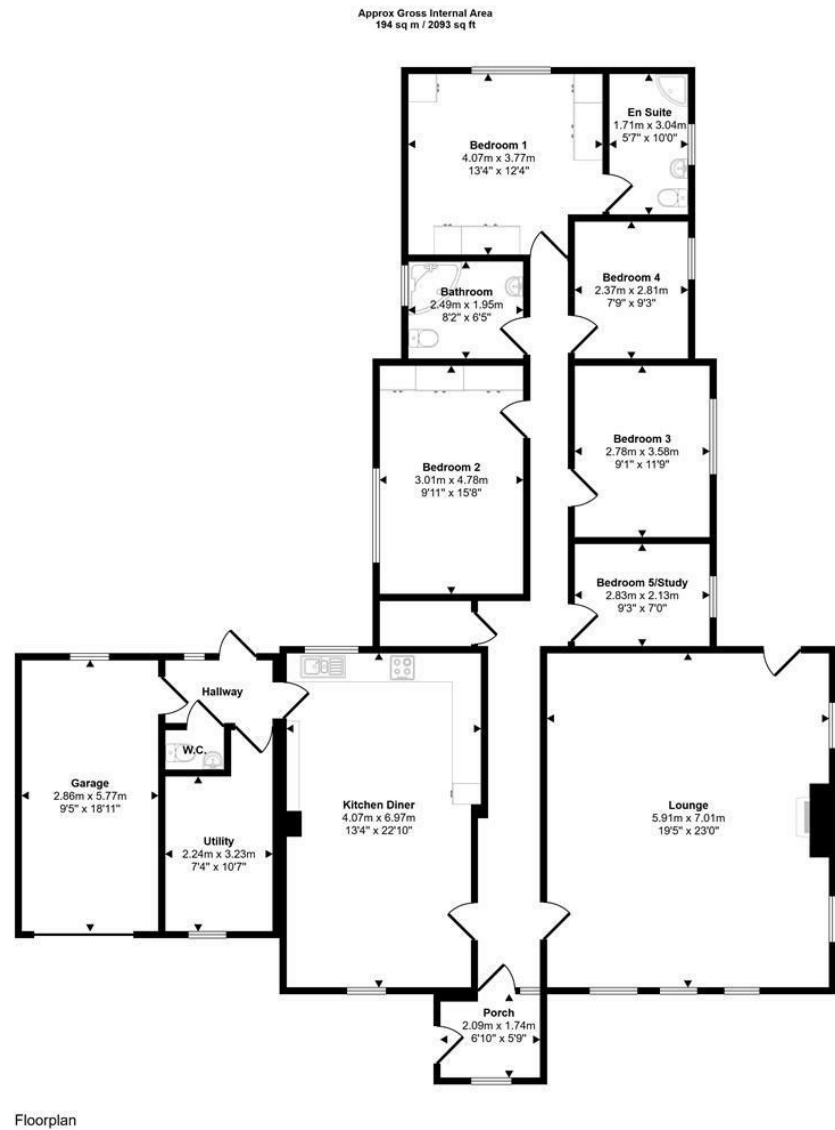 Approx Gross Internal Area
194 sq m / 2093 sq ft
En Suite
1.71m x 3.04m
5'7" x 10'0"
Bedroom 1
4.07m x 3.77m
13'4" x 12'4"
Bedroom 4
2.37m x 2.81m
7'9" x 9'3"
Bathroom
2.49m x 1.95m
8'2" x 6'5"
Bedroom 3
2.78m x 3.58m
9'1" x 11'9"
Bedroom 2
3.01m x 4.78m
9'11" x 15'8"
Bedroom 5/Study
2.83m x 2.13m
9'3" x 7'0"
Hallway
W.C.
Garage
2.86m x 5.77m
9'5" x 18'11"
Kitchen Diner
4.07m x 6.97m
13'4" x 22'10"
Lounge
5.91m x 7.01m
19'5" x 23'0"
Utility
2.24m x 3.23m
7'4" x 10'7"
Porch
2.09m x 1.74m
6'10" x 5'9"
Floorplan